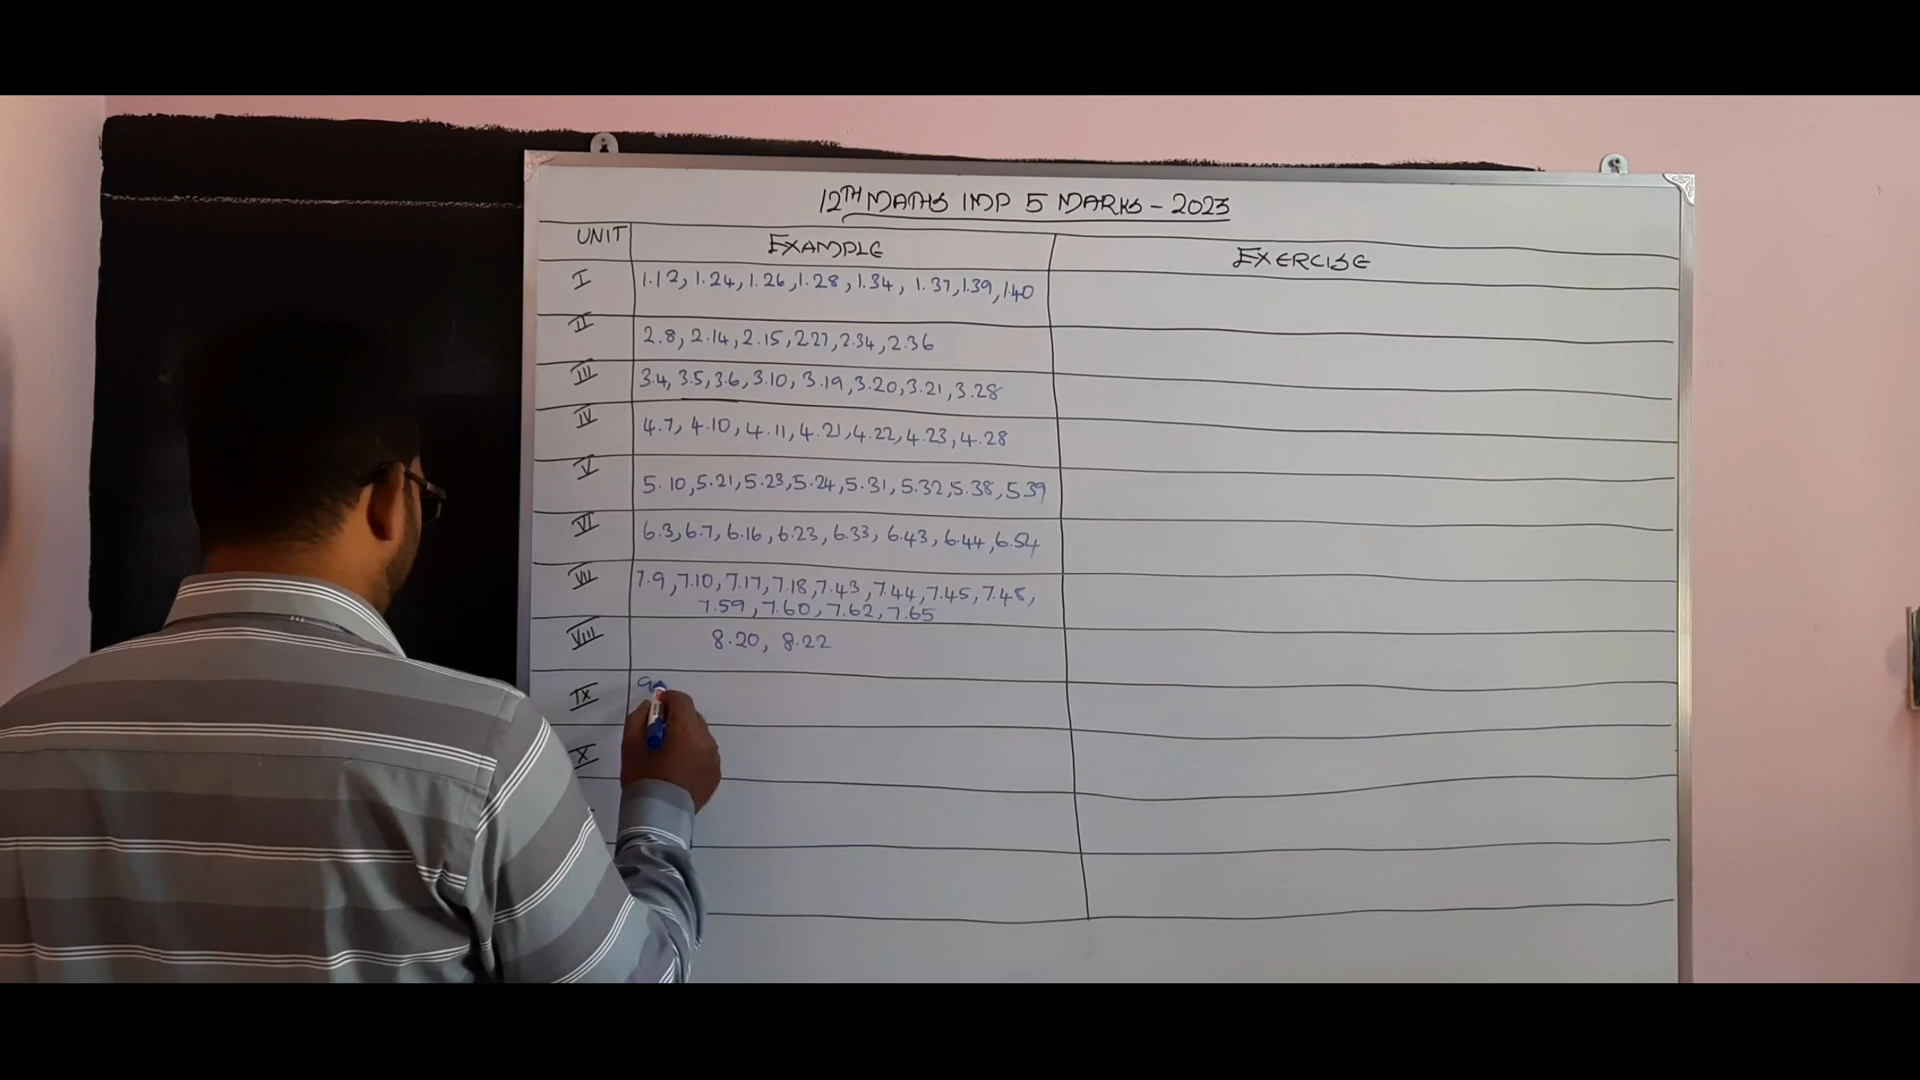 12TH MATHS IMP 5 MARKS - 2023
UNIT EXAMPLE EXERCISE
I 1.12, 1.24, 1.26, 1.28, 1.34, 1.37, 1.39, 1.40
II 2.8, 2.14, 2.15, 2.27, 2.34, 2.36
III 3.4, 3.5, 3.6, 3.10, 3.19, 3.20, 3.21, 3.28
IV 4.7, 4.10, 4.11, 4.21, 4.22, 4.23, 4.28
V 5.10, 5.21, 5.23, 5.24, 5.31, 5.32, 5.38, 5.39
VI 6.3, 6.7, 6.16, 6.23, 6.33, 6.43, 6.44, 6.54
VII 7.9, 7.10, 7.17, 7.18, 7.43, 7.44, 7.45, 7.48,
7.59, 7.60, 7.62, 7.65
VIII 8.20, 8.22
IX 9
X